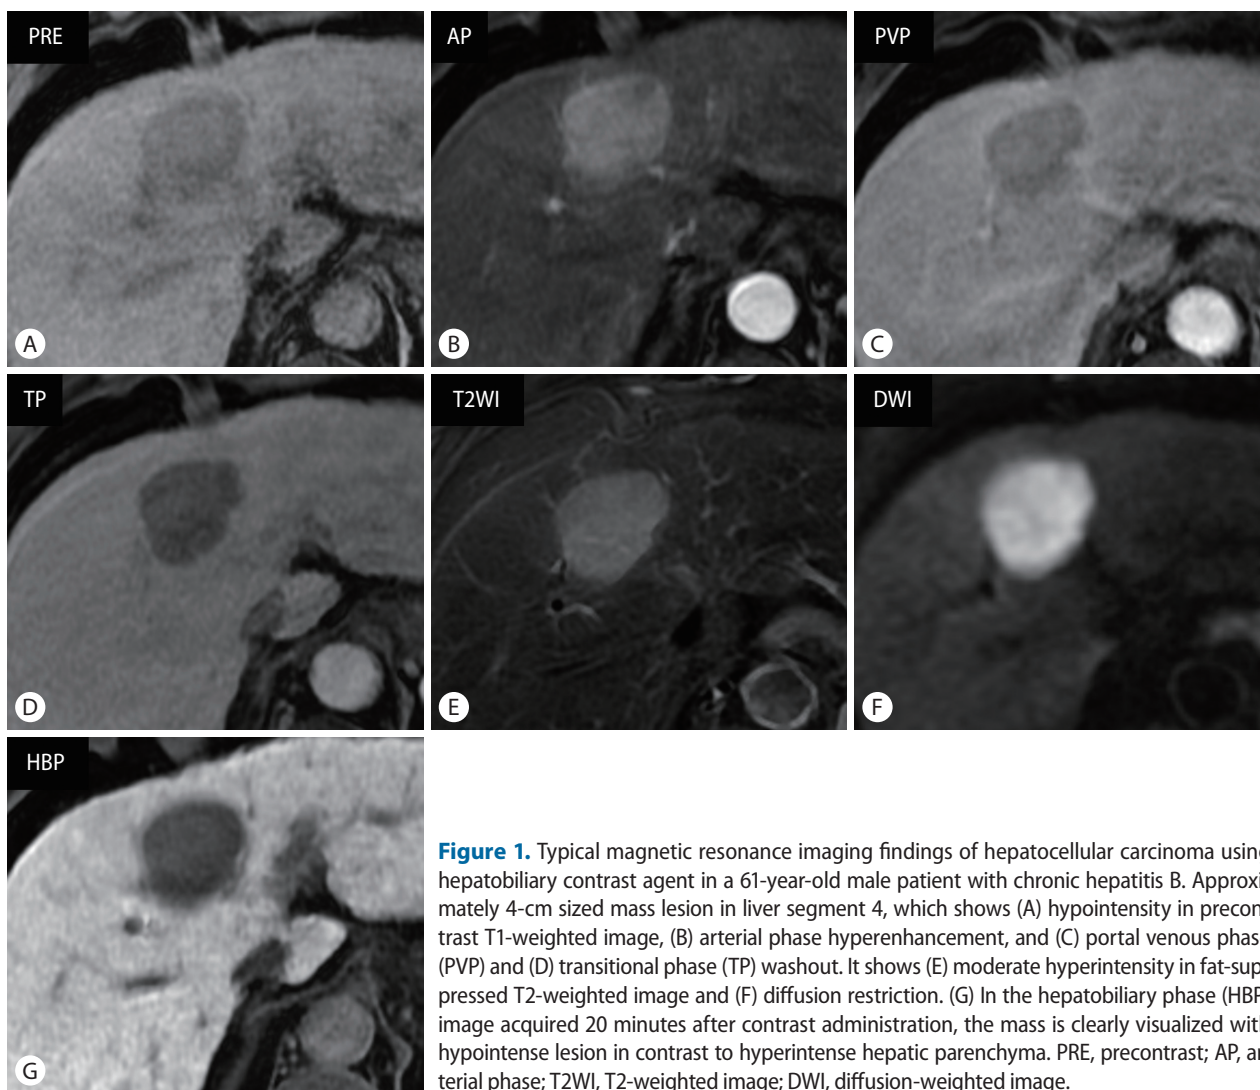 PRE
AP
PVP
A
B
C
TP
T2WI
DWI
D
E
F
HBP
G
Figure 1. Typical magnetic resonance imaging findings of hepatocellular carcinoma using
hepatobiliary contrast agent in a 61-year-old male patient with chronic hepatitis B. Approxi-
mately 4-cm sized mass lesion in liver segment 4, which shows (A) hypointensity in precon-
trast T1-weighted image, (B) arterial phase hyperenhancement, and (C) portal venous phas
(PVP) and (D) transitional phase (TP) washout. It shows (E) moderate hyperintensity in fat-sup-
pressed T2-weighted image and (F) diffusion restriction. (G) In the hepatobiliary phase (HBP
image acquired 20 minutes after contrast administration, the mass is clearly visualized with
hypointense lesion in contrast to hyperintense hepatic parenchyma. PRE, precontrast; AP, ar
terial phase; T2WI, T2-weighted image; DWI, diffusion-weighted image.